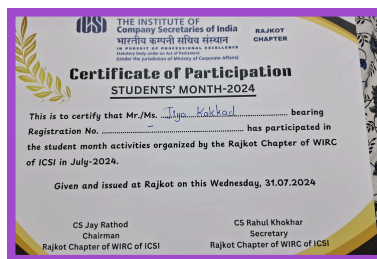 ICSI
THE INSTITUTE OF
Company Secretaries of India
भारतीय कम्पनी सचिव संस्थान
IN PURSUIT OF PROFESSIONAL EXCELLENCE
Statutory body under an Act of Parliament
(Under the jurisdiction of Ministry of Corporate Affairs)
RAJKOT
CHAPTER
Certificate of Participation
STUDENTS' MONTH-2024
This is to certify that Mr./Ms. Jiya Kakkad bearing
Registration No. – has participated in
the student month activities organized by the Rajkot Chapter of WIRC
of ICSI in July-2024.
Given and issued at Rajkot on this Wednesday, 31.07.2024
CS Jay Rathod
Chairman
Rajkot Chapter of WIRC of ICSI
CS Rahul Khokhar
Secretary
Rajkot Chapter of WIRC of ICSI